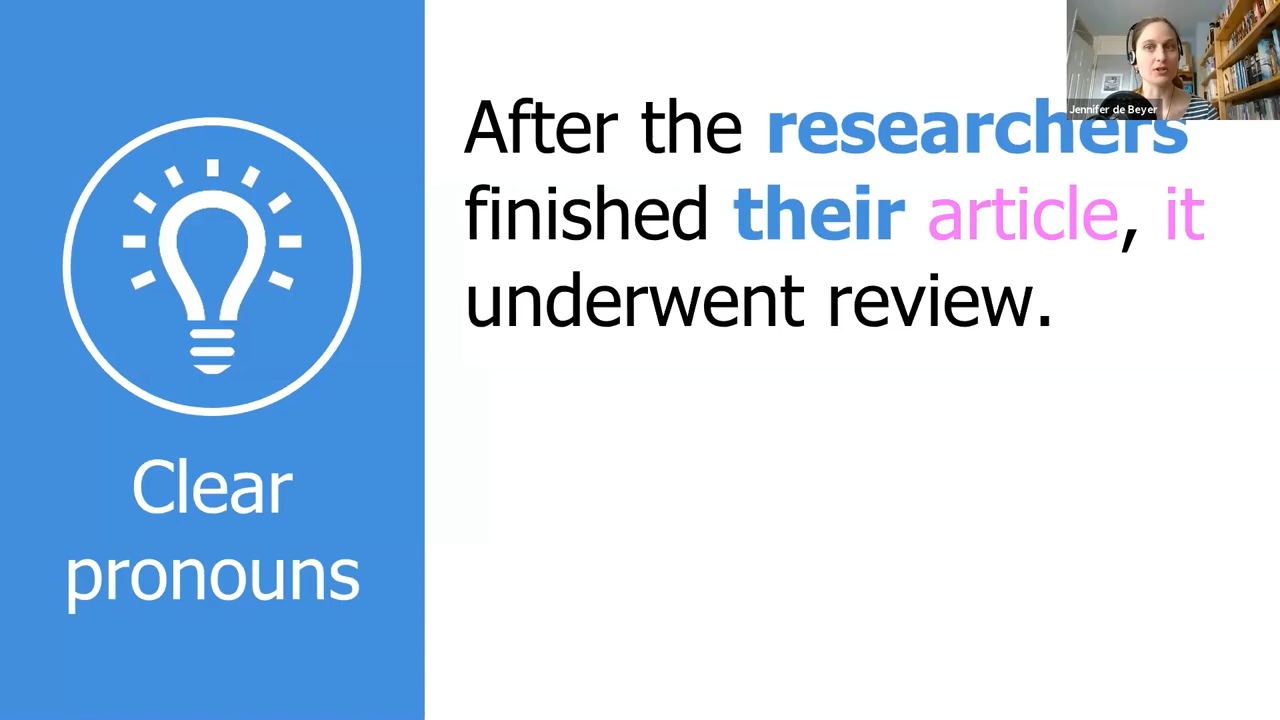 Jennifer de Beyer
After the researchers
finished their article, it
underwent review.
Clear
pronouns